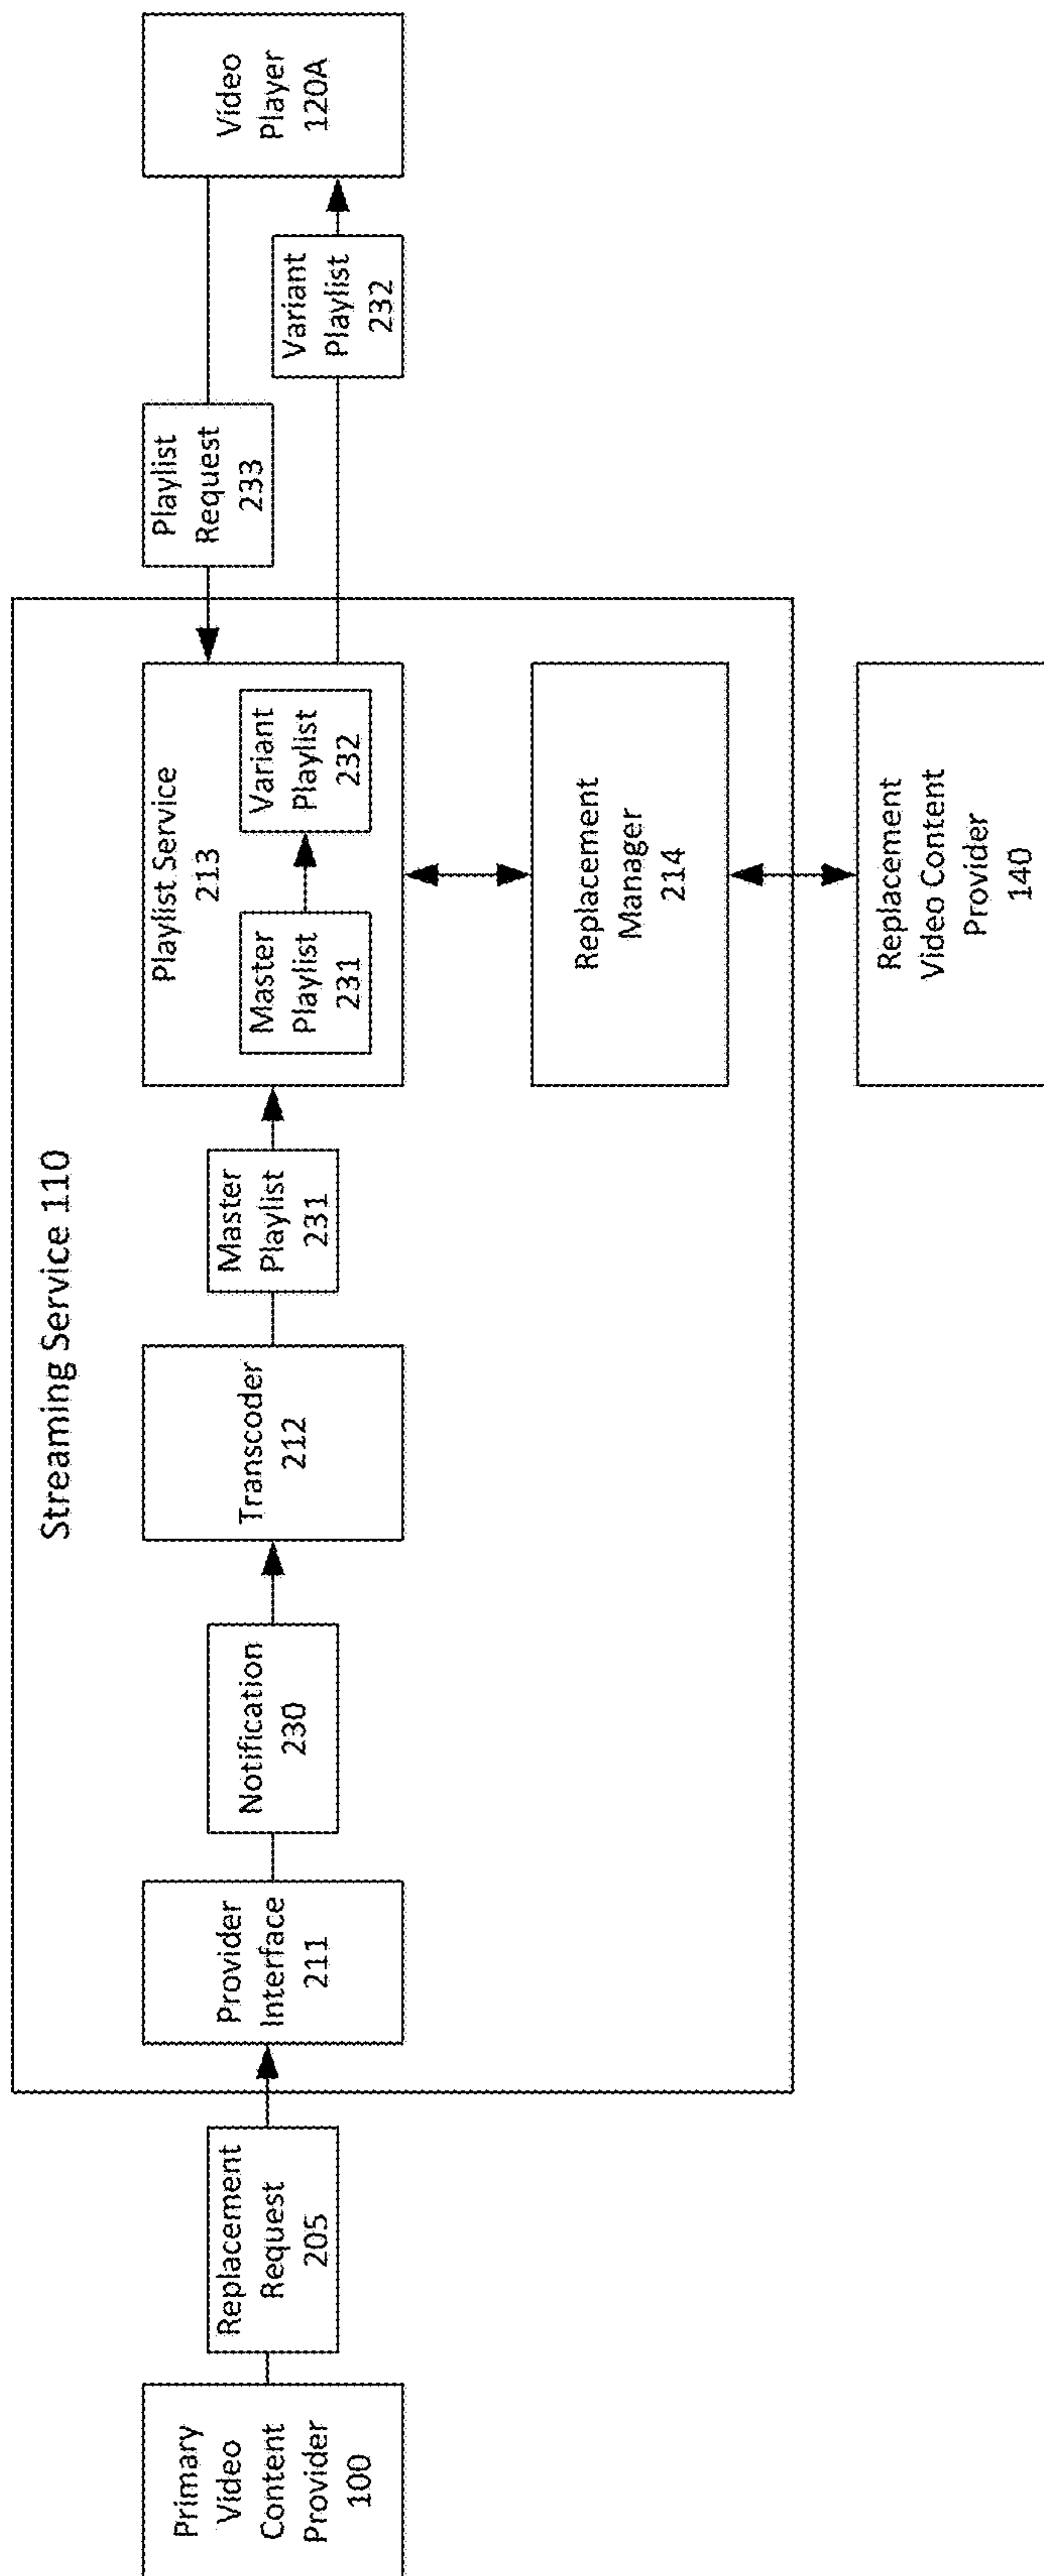 Streaming Service 110
Primary
Video
Content
Provider
100
Replacement
Request
205
Provider
Interface
211
Notification
230
Transcoder
212
Master
Playlist
231
Playlist Service
213
Master
Playlist
231
Variant
Playlist
232
Playlist
Request
233
Variant
Playlist
232
Video
Player
120A
Replacement
Manager
214
Replacement
Video Content
Provider
140